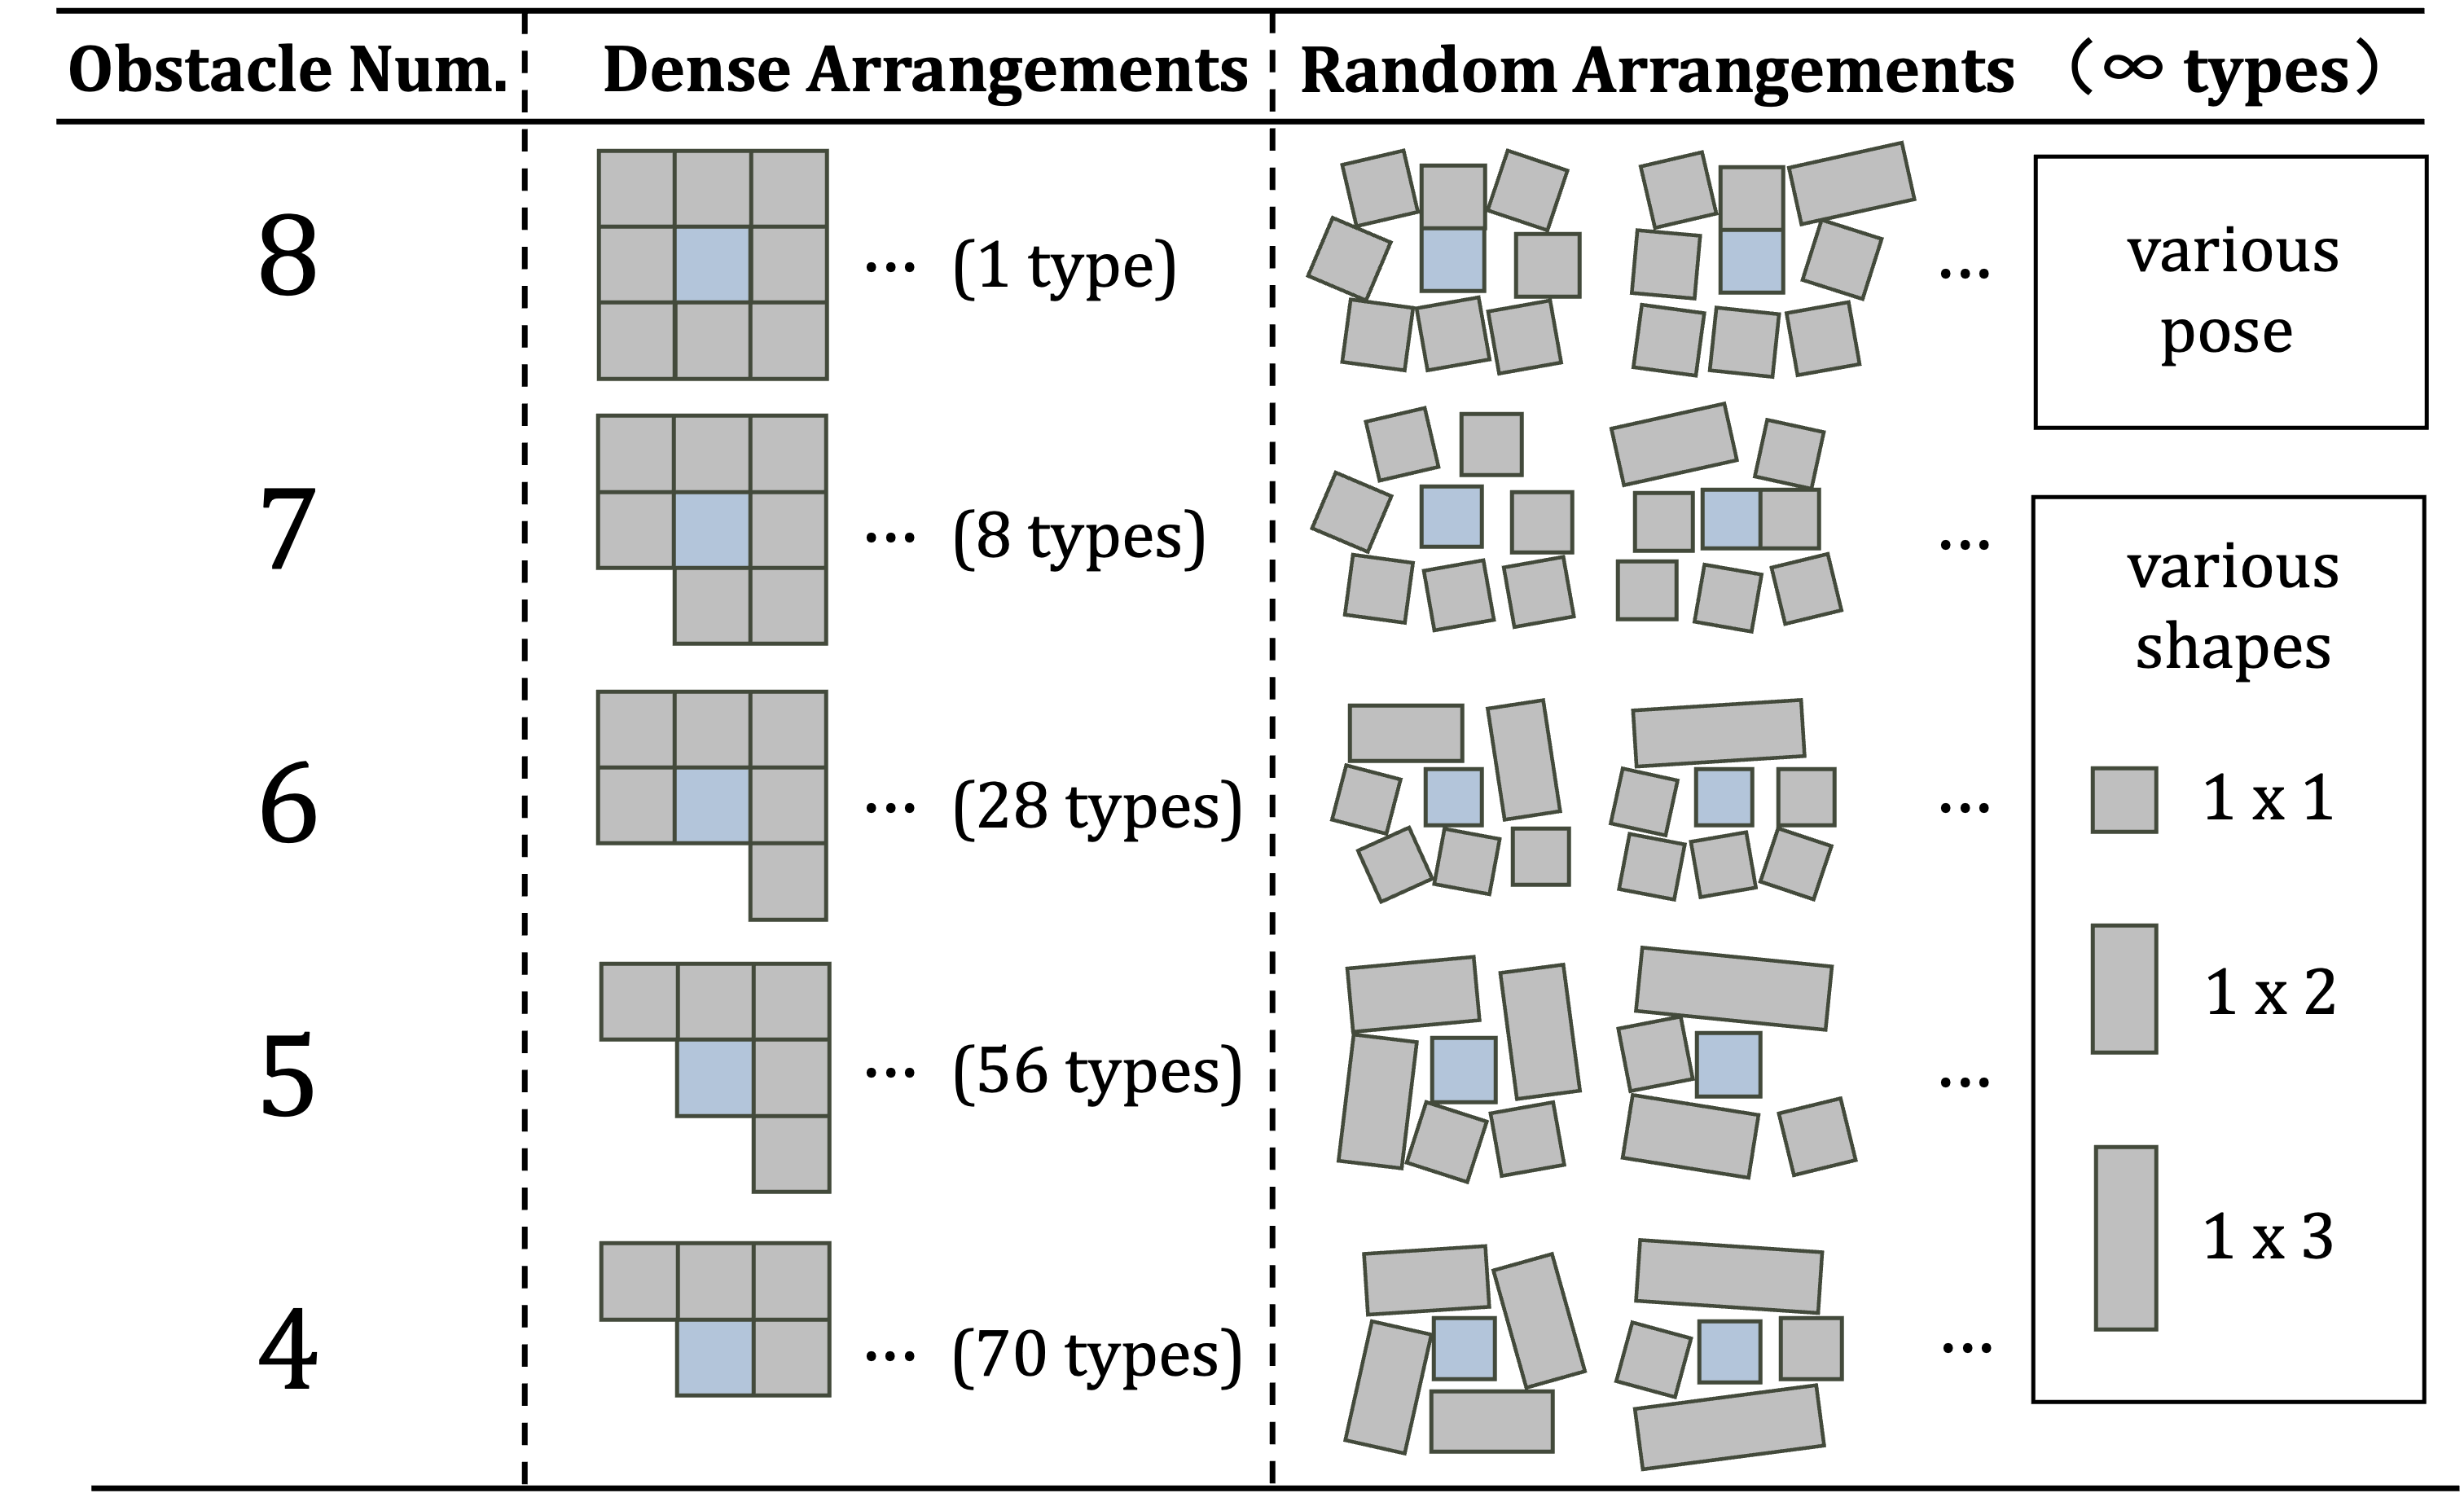 Obstacle Num. Dense Arrangements Random Arrangements (∞ types)
8 ... (1 type) ...
various
pose
7 ... (8 types) ...
various
shapes
6 ... (28 types) ...
1 x 1
5 ... (56 types) ...
1 x 2
1 x 3
4 ... (70 types) ...